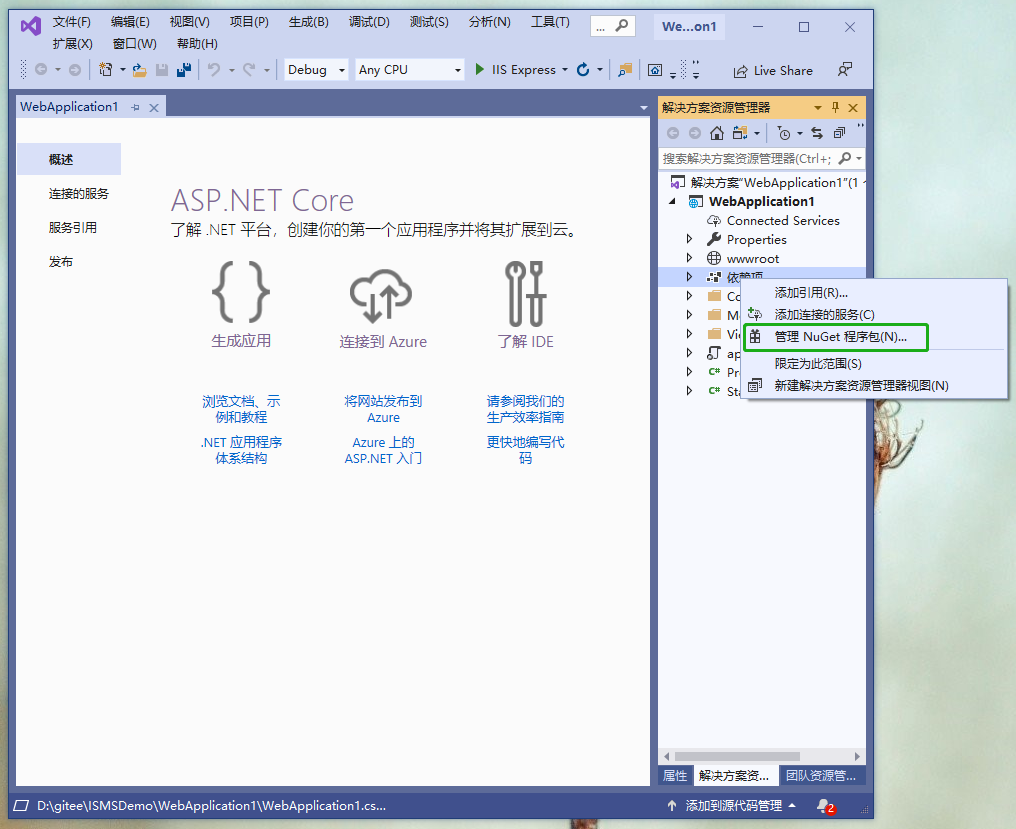 文件(F) 编辑(E) 视图(V) 项目(P) 生成(B) 调试(D) 测试(S) 分析(N) 工具(T) ... We...on1
扩展(X) 窗口(W) 帮助(H)
Debug Any CPU IIS Express Live Share
WebApplication1
概述
连接的服务
服务引用
发布
ASP.NET Core
了解 .NET 平台，创建你的第一个应用程序并将其扩展到云。
生成应用 连接到 Azure 了解 IDE
浏览文档、示 将网站发布到 请参阅我们的
例和教程 Azure 生产效率指南
.NET 应用程序 Azure 上的 更快地编写代
体系结构 ASP.NET 入门 码
解决方案资源管理器
搜索解决方案资源管理器(Ctrl+;
解决方案"WebApplication1"(1
WebApplication1
Connected Services
Properties
wwwroot
依赖项
Co
M
Vi
ap
Pr
Sta
添加引用(R)...
添加连接的服务(C)
管理 NuGet 程序包(N)...
限定为此范围(S)
新建解决方案资源管理器视图(N)
属性 解决方案资... 团队资源管...
D:\gitee\ISMSDemo\WebApplication1\WebApplication1.cs... 添加到源代码管理 2